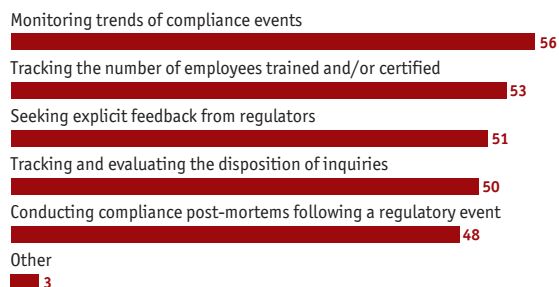 Monitoring trends of compliance events
56
Tracking the number of employees trained and/or certified
53
Seeking explicit feedback from regulators
51
Tracking and evaluating the disposition of inquiries
50
Conducting compliance post-mortems following a regulatory event
48
Other
3